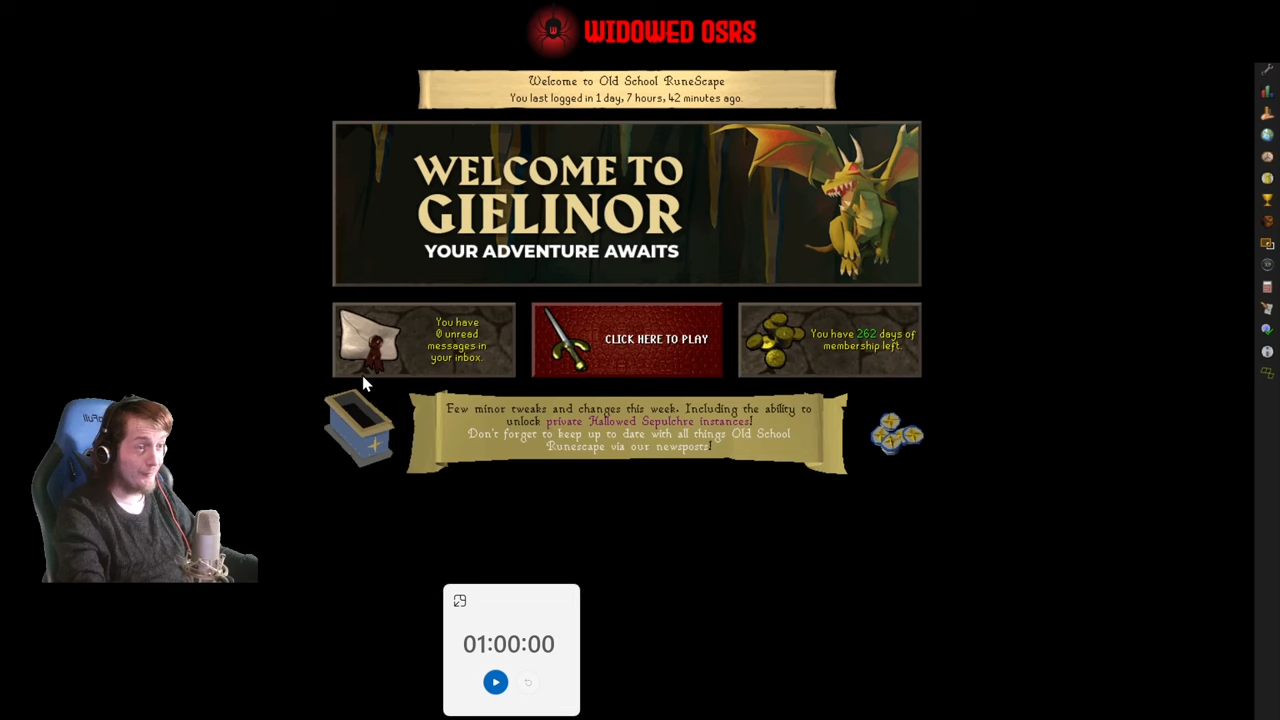 WIDOWED OSRS
Welcome to Old School RuneScape
You last logged in 1 day, 7 hours, 42 minutes ago.
WELCOME TO
GIELINOR
YOUR ADVENTURE AWAITS
You have
0 unread
messages in
your inbox.
CLICK HERE TO PLAY
You have 262 days of
membership left.
Few minor tweaks and changes this week. Including the ability to
unlock private Hallowed Sepulchre instances!
Don't forget to keep up to date with all things Old School
Runescape via our newsposts!
01:00:00